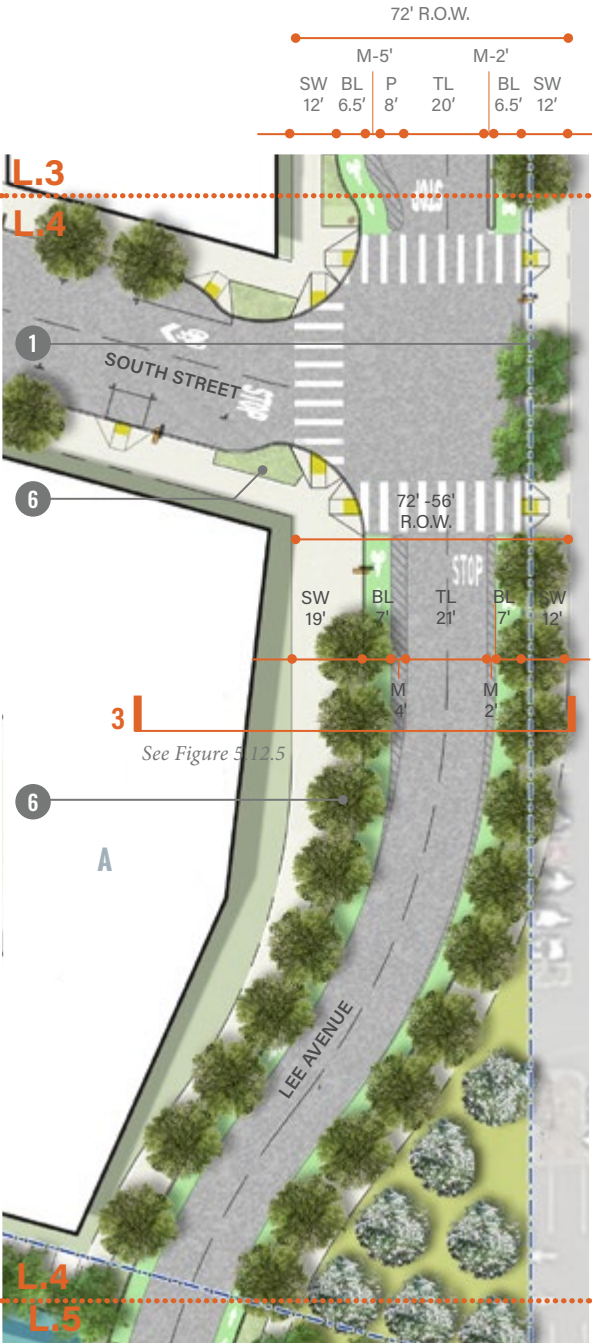 72' R.O.W.
M-5' M-2'
SW BL P TL BL SW
12' 6.5' 8' 20' 6.5' 12'
L.3
L.4
STOP
1
SOUTH STREET
STOP
6
72' -56'
R.O.W.
STOP
SW BL TL BL SW
19' 7' 21' 7' 12'
M M
4' 2'
3
See Figure 5.12.5
6
A
LEE AVENUE
L.4
L.5